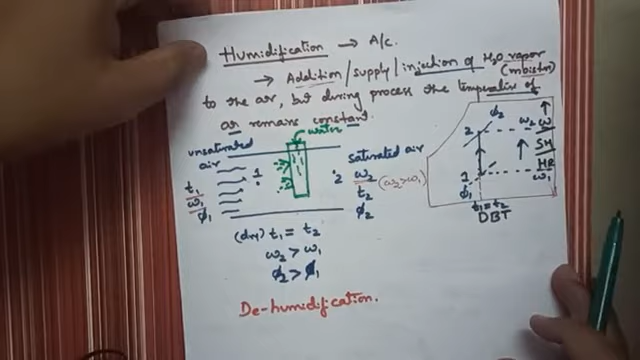 Humidification → A/c.
→ Addition/supply/injection of H₂O vapor
(moistur)
to the air, but during process the temperature of
air remains constant.
water
unsaturated
air
t₁
ω₁
ϕ₁
1
2
saturated air
ω₂ (ω₂>ω₁)
t₂
ϕ₂
(dry) t₁ = t₂
ω₂ > ω₁
ϕ₂ > ϕ₁
ϕ₂
2
ω₂ ω
SH
HR
1
ω₁
ϕ₁
t₁=t₂
DBT
De-humidification.